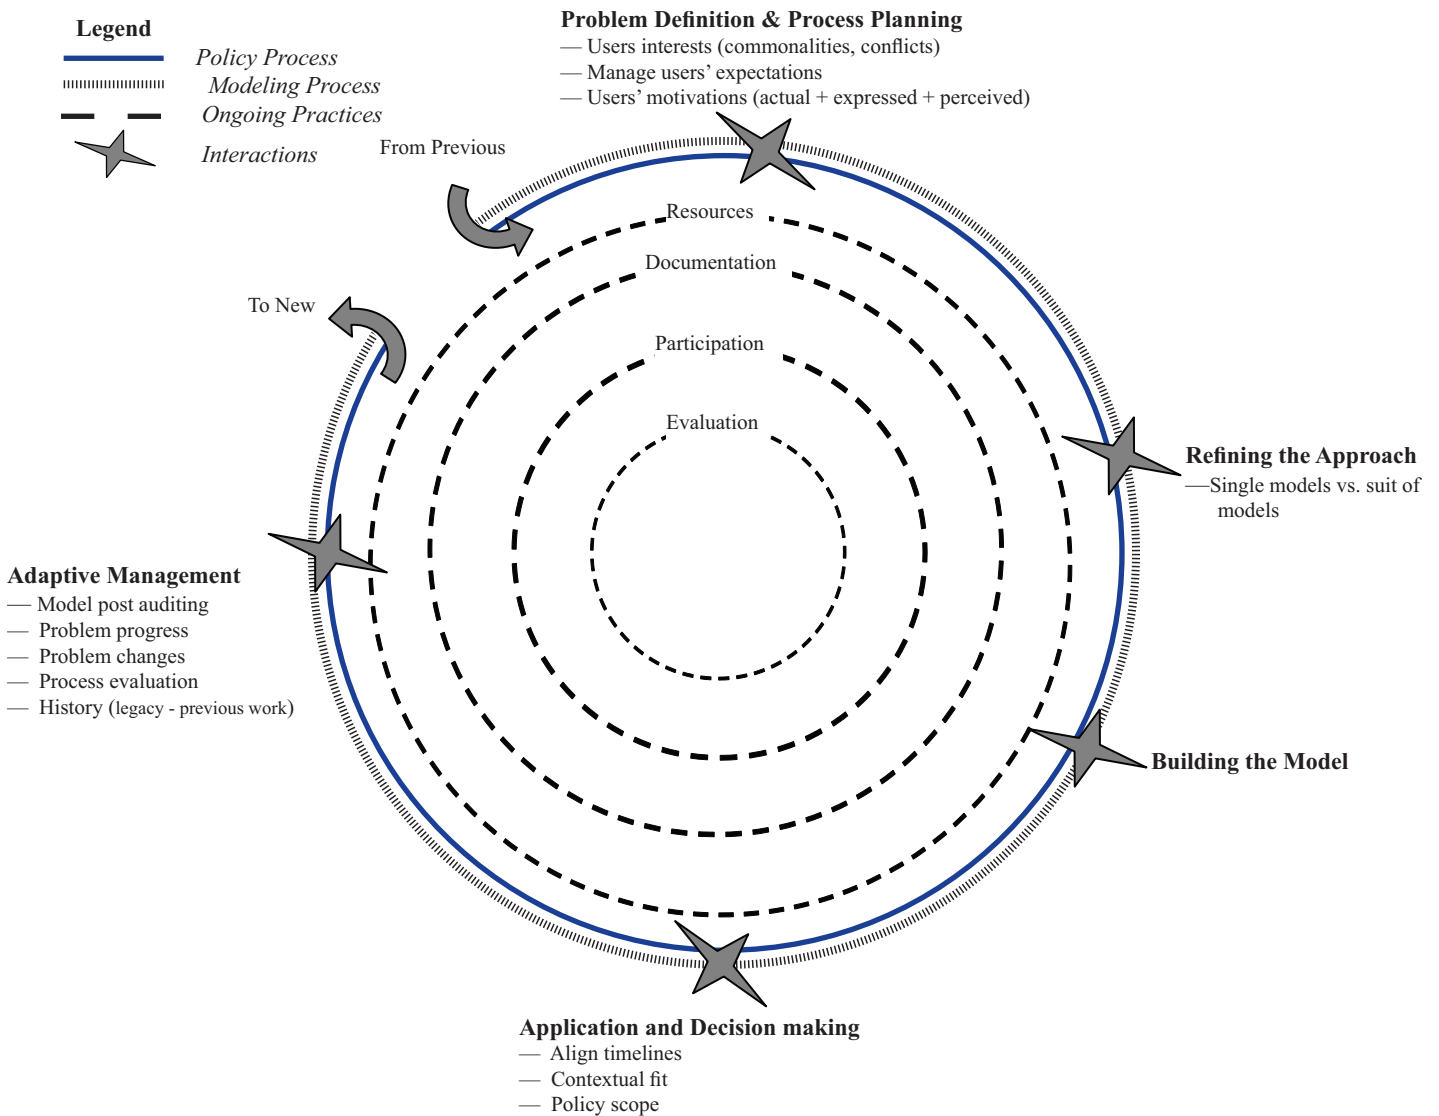 Legend
Policy Process
Modeling Process
Ongoing Practices
Interactions
Problem Definition & Process Planning
— Users interests (commonalities, conflicts)
— Manage users’ expectations
— Users’ motivations (actual + expressed + perceived)
From Previous
To New
Resources
Documentation
Participation
Evaluation
Refining the Approach
—Single models vs. suit of
models
Building the Model
Application and Decision making
— Align timelines
— Contextual fit
— Policy scope
Adaptive Management
— Model post auditing
— Problem progress
— Problem changes
— Process evaluation
— History (legacy - previous work)